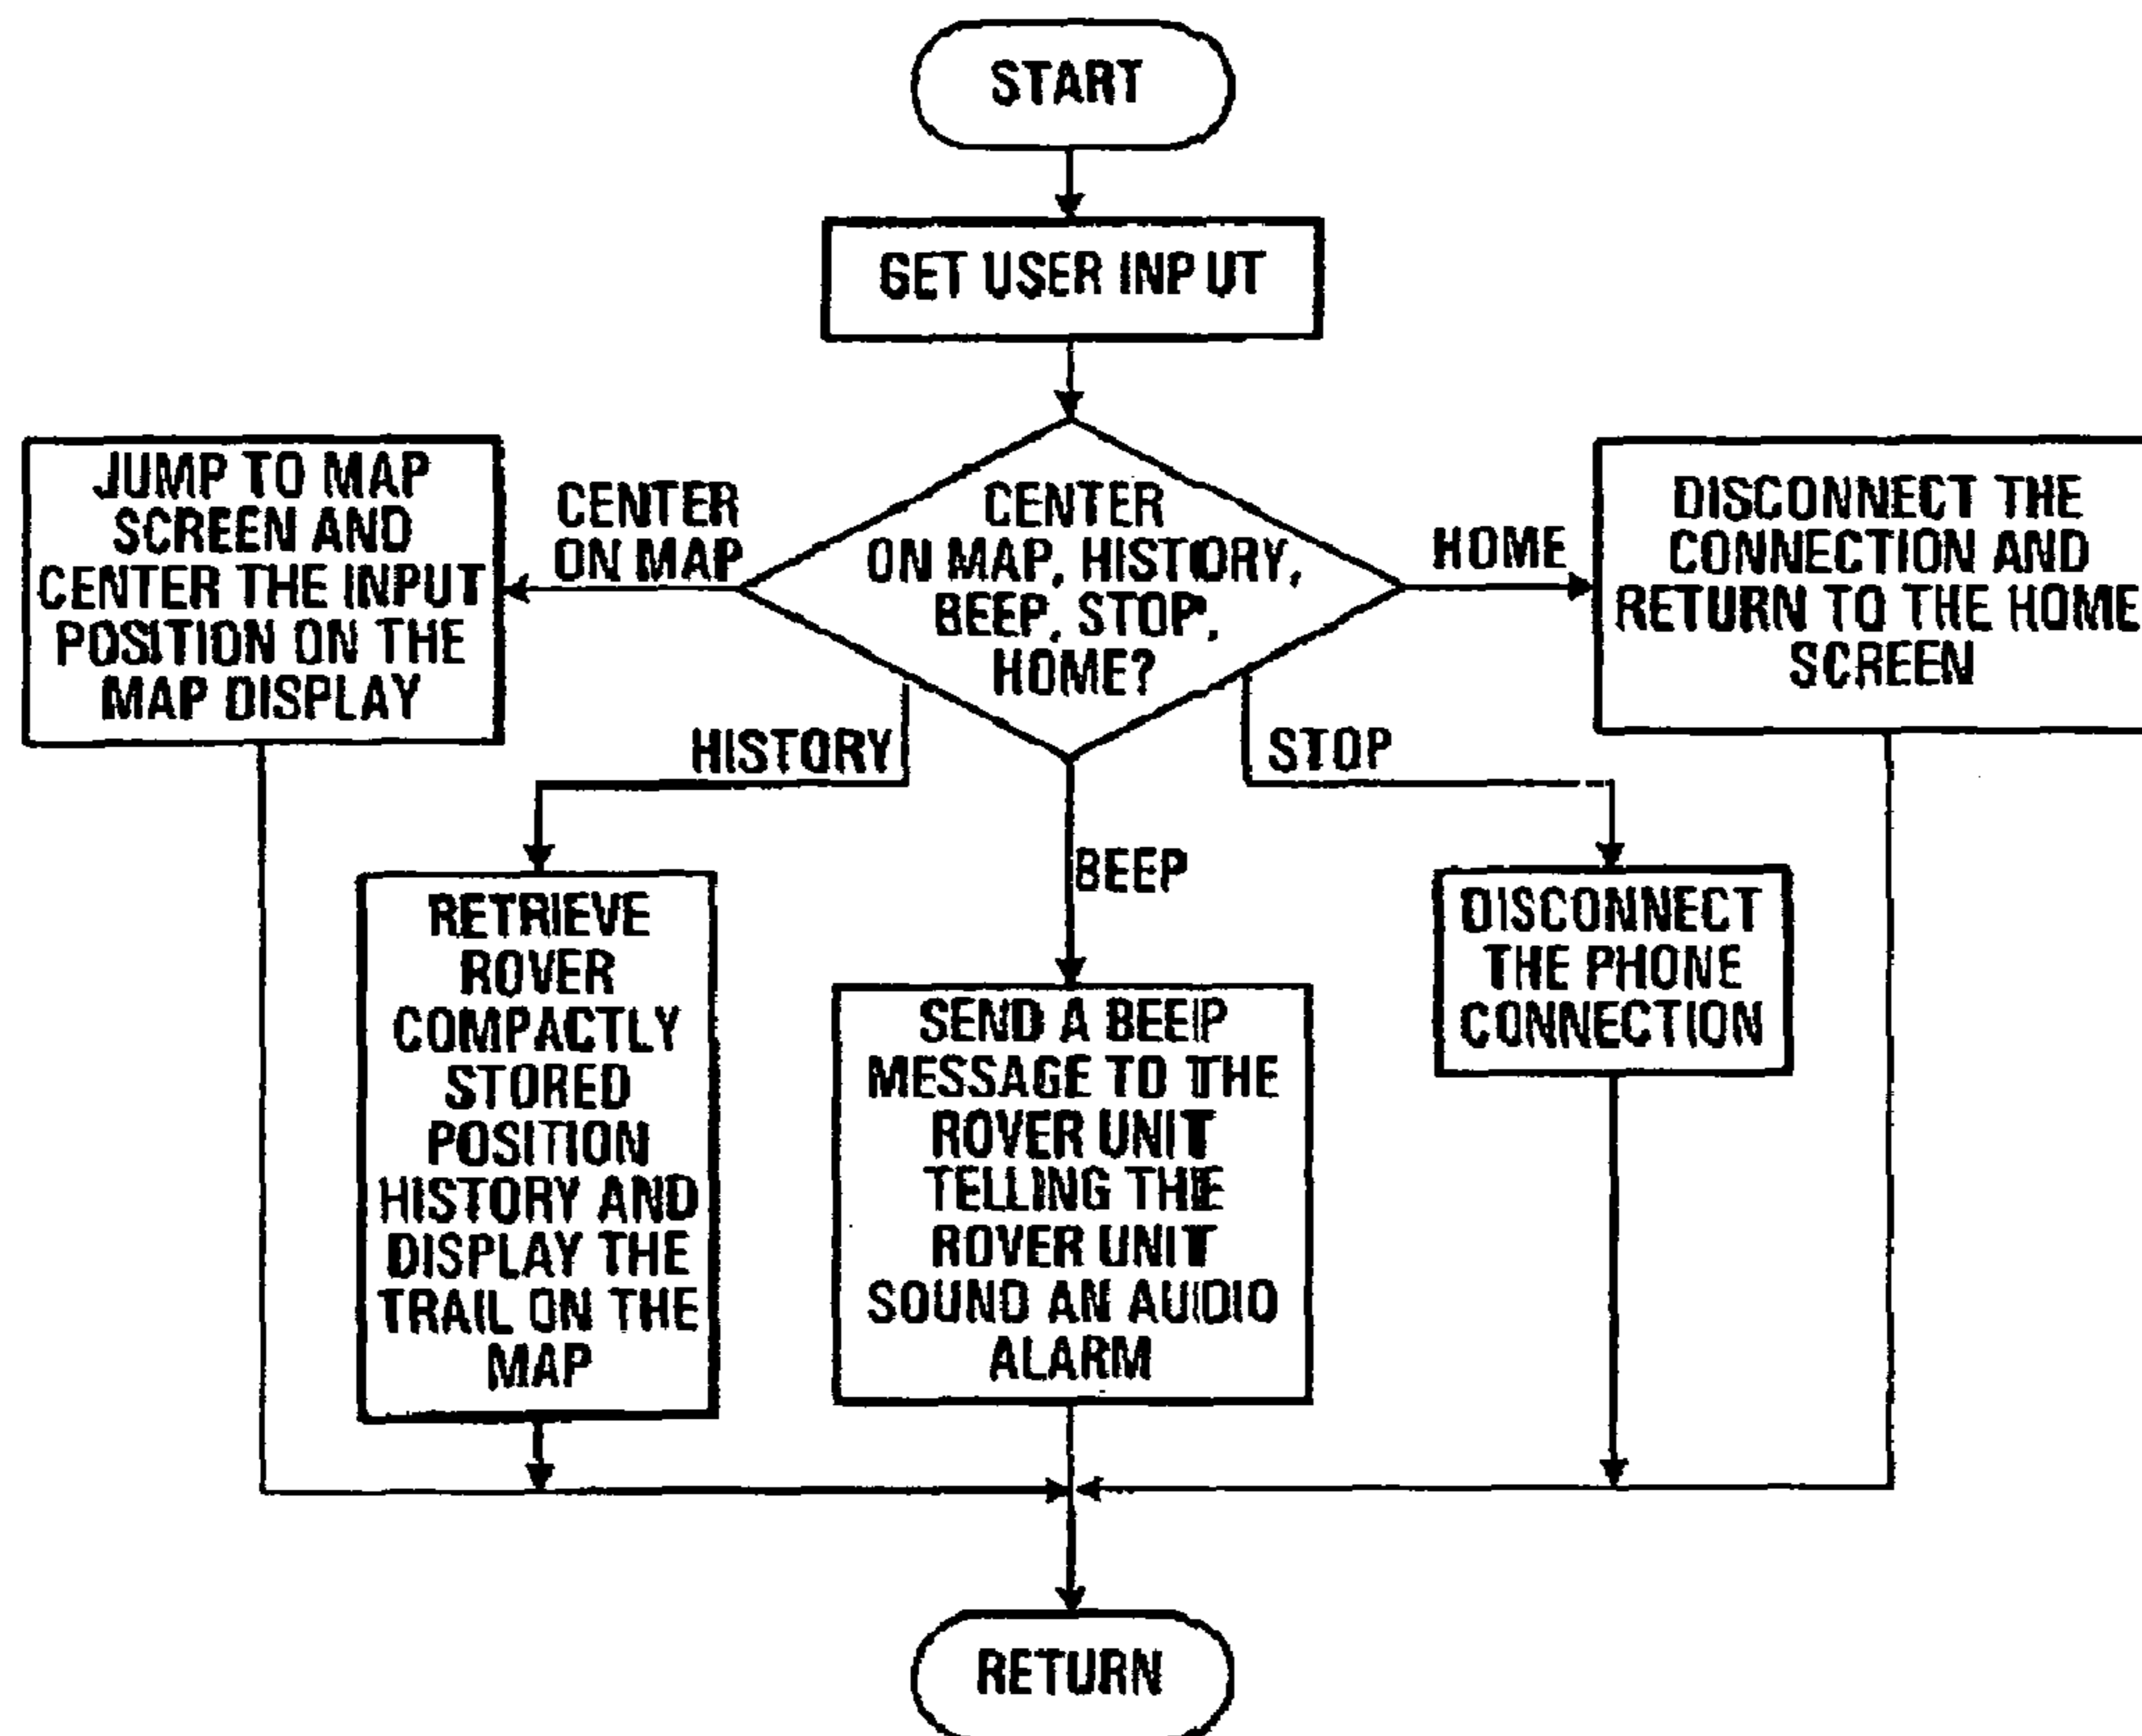 START
GET USER INPUT
CENTER
ON MAP, HISTORY,
BEEP, STOP,
HOME?
CENTER
ON MAP
JUMP TO MAP
SCREEN AND
CENTER THE INPUT
POSITION ON THE
MAP DISPLAY
HOME
DISCONNECT THE
CONNECTION AND
RETURN TO THE HOME
SCREEN
HISTORY
RETRIEVE
ROVER
COMPACTLY
STORED
POSITION
HISTORY AND
DISPLAY THE
TRAIL ON THE
MAP
BEEP
SEND A BEEP
MESSAGE TO THE
ROVER UNIT
TELLING THE
ROVER UNIT
SOUND AN AUDIO
ALARM
STOP
DISCONNECT
THE PHONE
CONNECTION
RETURN